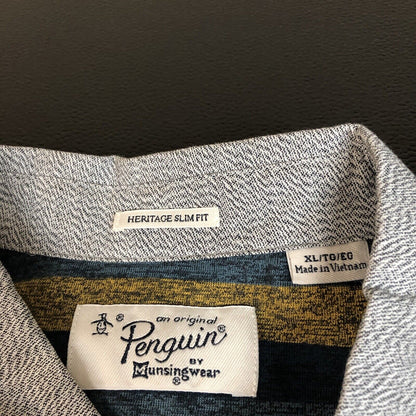 HERITAGE SLIM FIT
XL/TG/EG
Made in Vietnam
an original
Penguin®
BY
Munsingwear®
®